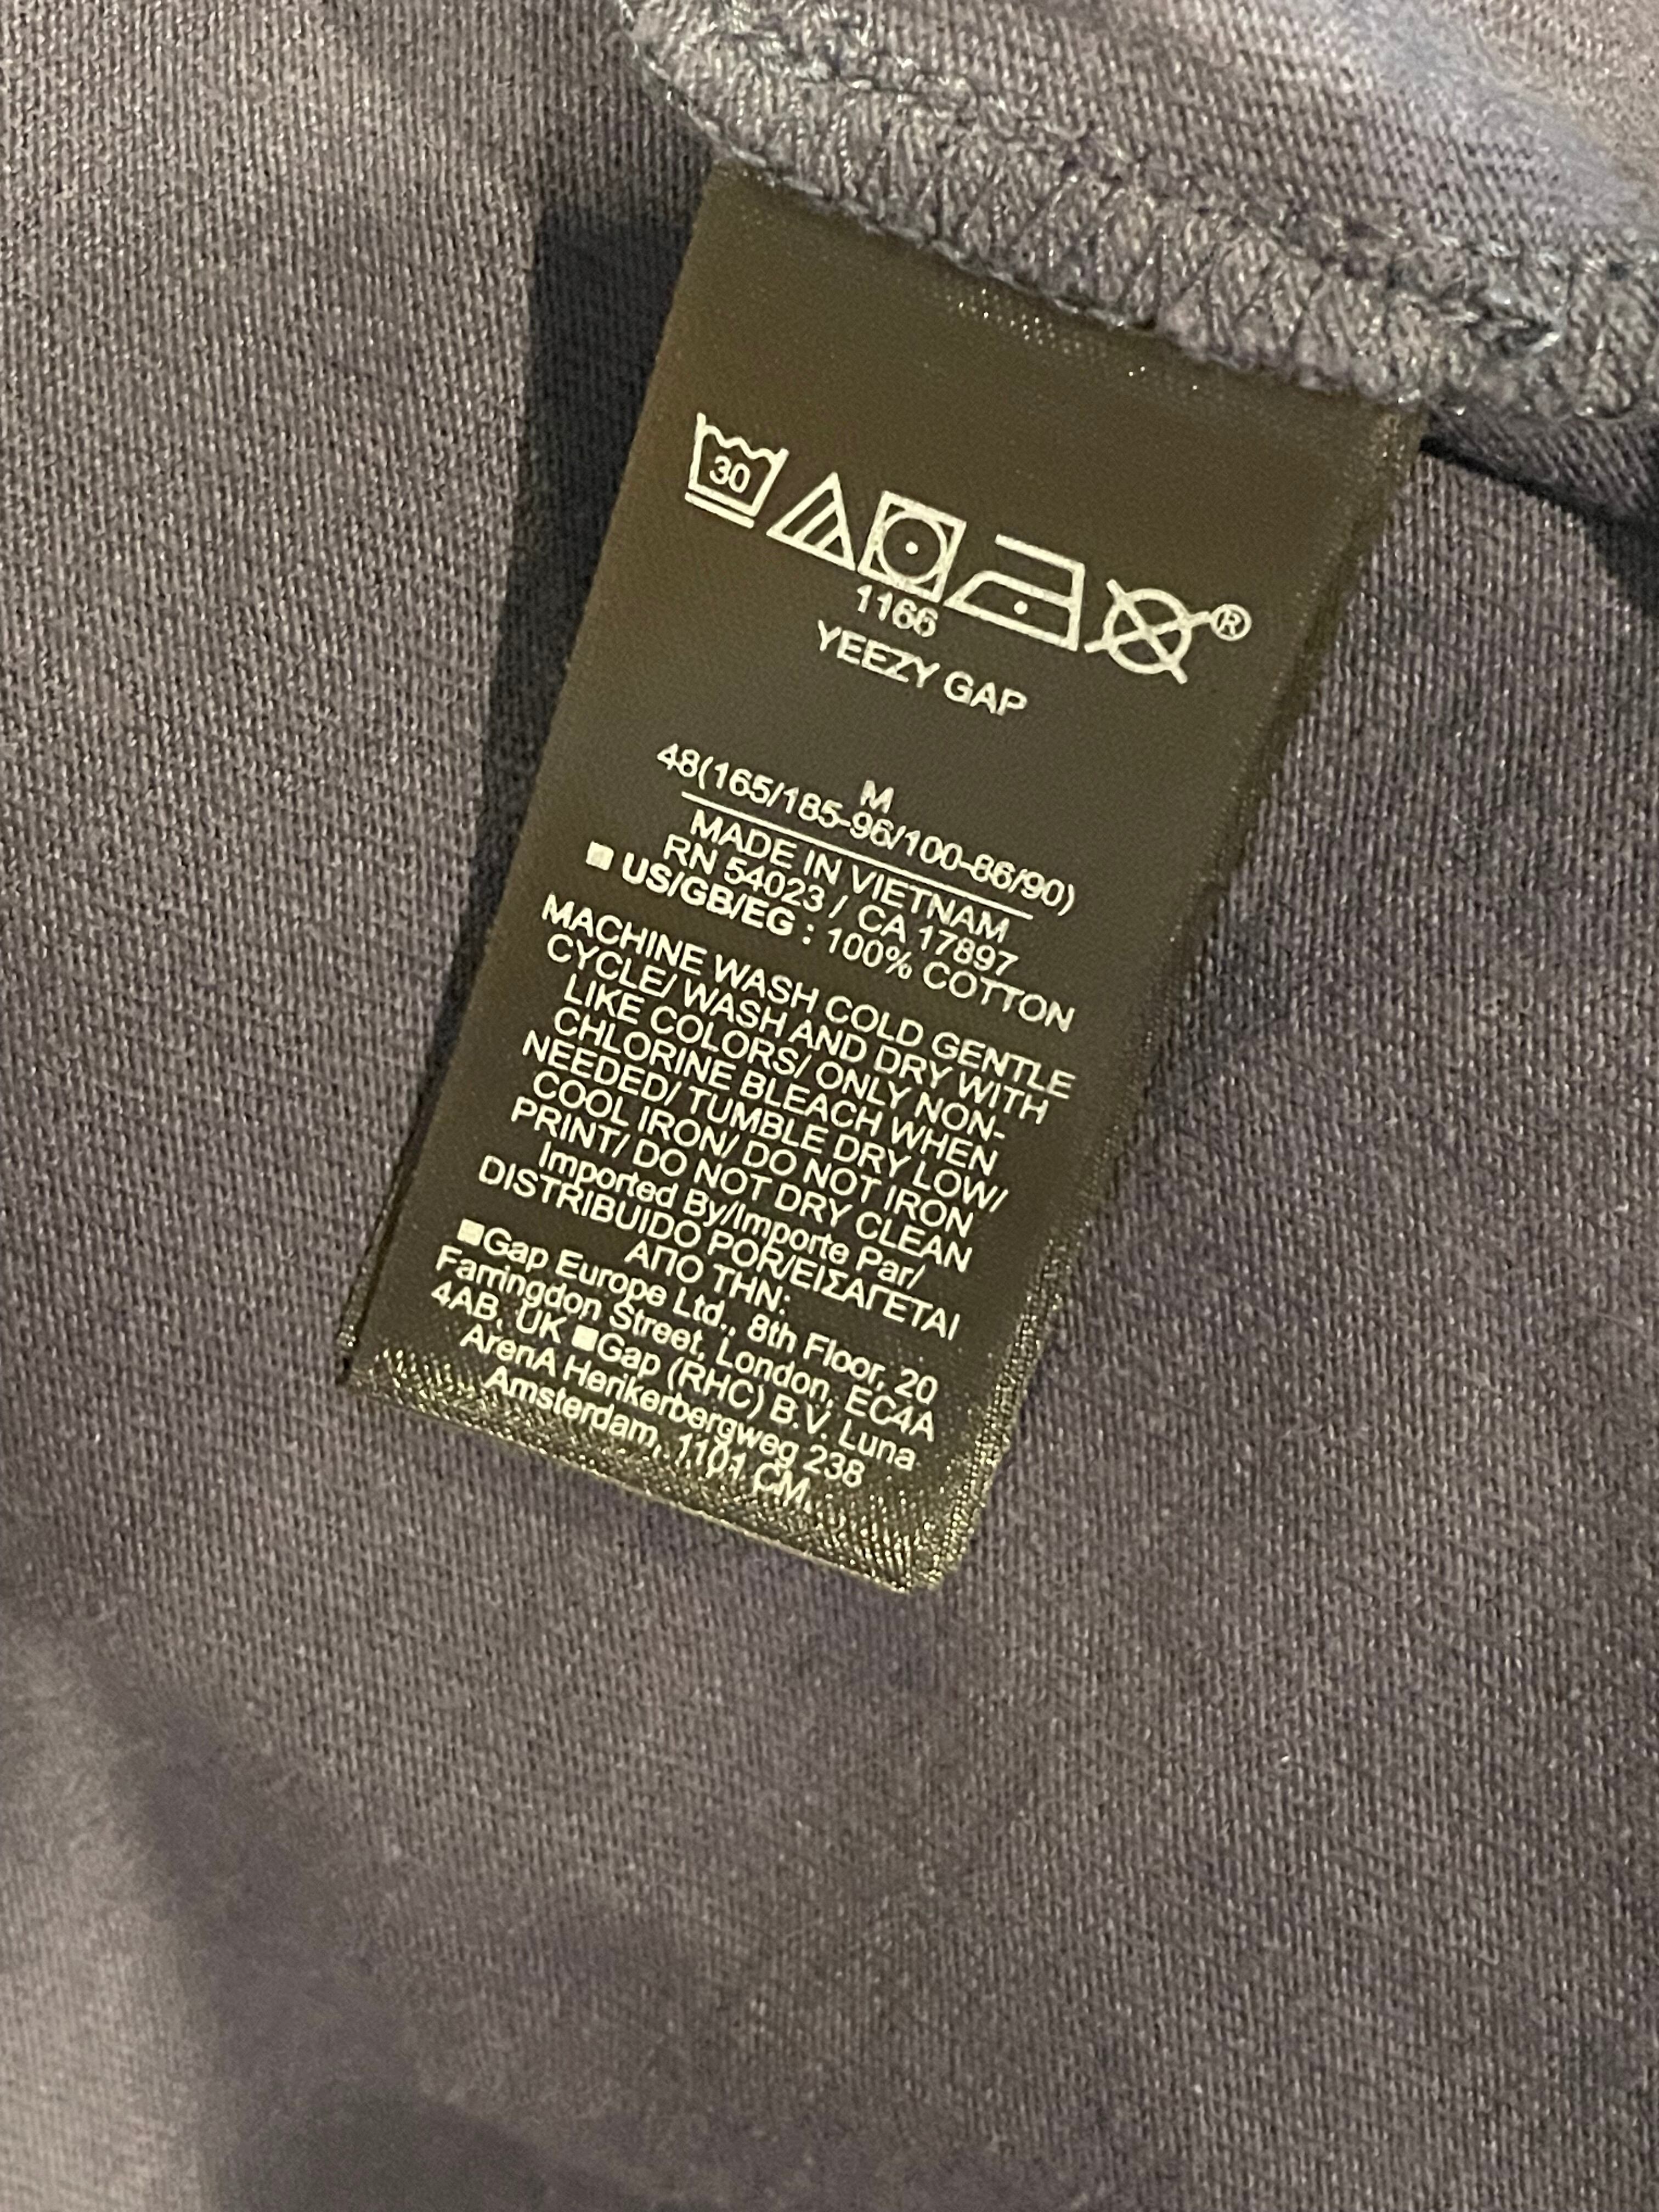 30
®
1166
YEEZY GAP
M
48(165/185-96/100-86/90)
MADE IN VIETNAM
RN 54023 / CA 17897
■ US/GB/EG : 100% COTTON
MACHINE WASH COLD GENTLE
CYCLE/ WASH AND DRY WITH
LIKE COLORS/ ONLY NON-
CHLORINE BLEACH WHEN
NEEDED/ TUMBLE DRY LOW/
COOL IRON/ DO NOT IRON
PRINT/ DO NOT DRY CLEAN
Imported By/Importe Par/
DISTRIBUIDO POR/ΕΙΣΑΓΕΤΑΙ
ΑΠΟ ΤΗΝ:
■Gap Europe Ltd., 8th Floor, 20
Farringdon Street, London, EC4A
4AB, UK ■Gap (RHC) B.V. Luna
ArenA Herikerbergweg 238
Amsterdam, 1101 CM,